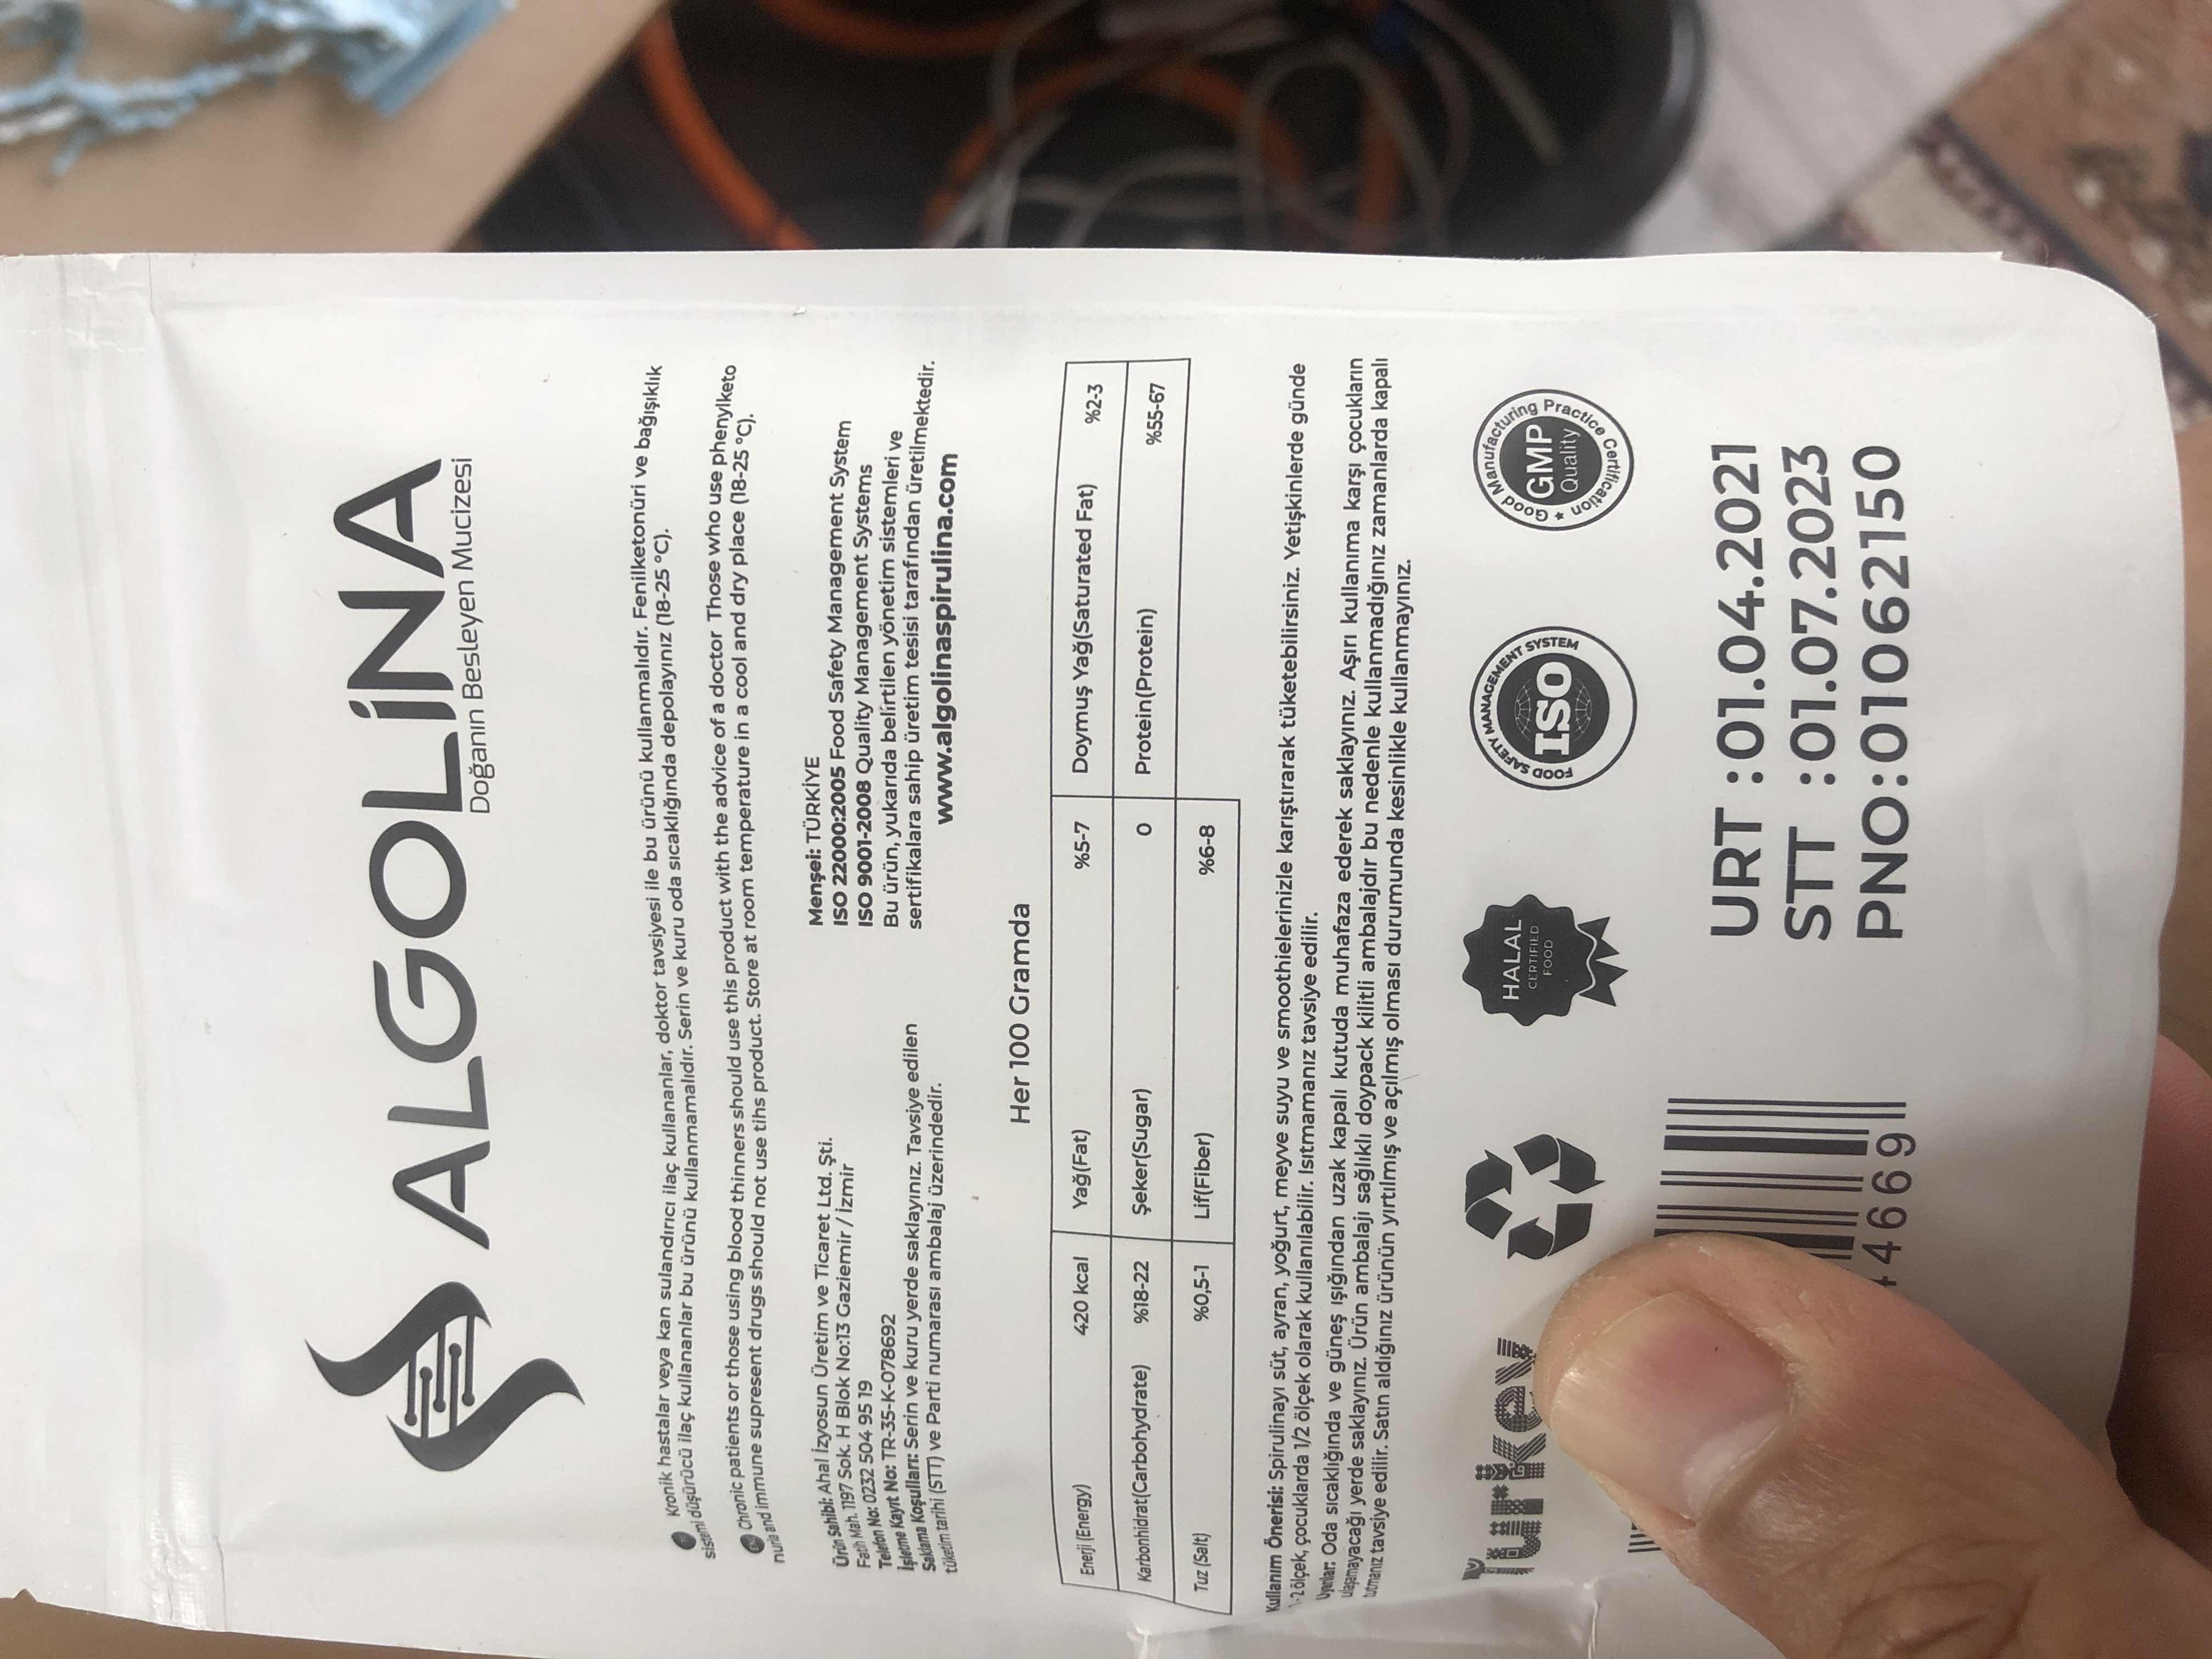 ALGOLiNA
Doğanın Besleyen Mucizesi
Kronik hastalar veya kan sulandırıcı ilaç kullananlar, doktor tavsiyesi ile bu ürünü kullanmalıdır. Fenilketonüri ve bağışıklık
sistemi düşürücü ilaç kullananlar bu ürünü kullanmamalıdır. Serin ve kuru oda sıcaklığında depolayınız (18-25 °C).
Chronic patients or those using blood thinners should use this product with the advice of a doctor Those who use phenylketo
nuria and immune supresent drugs should not use tihs product. Store at room temperature in a cool and dry place (18-25 °C).
Ürün Sahibi: Ahal İzyosun Üretim ve Ticaret Ltd. Şti.
Fatih Mah. 1197 Sok. H Blok No:13 Gaziemir / İzmir
Telefon No: 0232 504 95 19
İşletme Kayıt No: TR-35-K-078692
Saklama Koşulları: Serin ve kuru yerde saklayınız. Tavsiye edilen
tüketim tarihi (STT) ve Parti numarası ambalaj üzerindedir.
Menşei: TÜRKİYE
ISO 22000:2005 Food Safety Management System
ISO 9001-2008 Quality Management Systems
Bu ürün, yukarıda belirtilen yönetim sistemleri ve
sertifikalara sahip üretim tesisi tarafından üretilmektedir.
www.algolinaspirulina.com
Her 100 Gramda
Enerji (Energy) 420 kcal Yağ(Fat) %5-7 Doymuş Yağ(Saturated Fat) %2-3
Karbonhidrat(Carbohydrate) %18-22 Şeker(Sugar) 0 Protein(Protein) %55-67
Tuz (Salt) %0,5-1 Lif(Fiber) %6-8
Kullanım Önerisi: Spirulinayı süt, ayran, yoğurt, meyve suyu ve smoothielerinizle karıştırarak tüketebilirsiniz. Yetişkinlerde günde
1-2 ölçek, çocuklarda 1/2 ölçek olarak kullanılabilir. Isıtmamanız tavsiye edilir.
Uyarılar: Oda sıcaklığında ve güneş ışığından uzak kapalı kutuda muhafaza ederek saklayınız. Aşırı kullanıma karşı çocukların
ulaşamayacağı yerde saklayınız. Ürün ambalajı sağlıklı doypack kilitli ambalajdır bu nedenle kullanmadığınız zamanlarda kapalı
tutmanız tavsiye edilir. Satın aldığınız ürünün yırtılmış ve açılmış olması durumunda kesinlikle kullanmayınız.
Türkey
HALAL
CERTIFIED
FOOD
FOOD SAFETY MANAGEMENT SYSTEM
ISO
Good Manufacturing Practice Certification
GMP
Quality
4669
URT :01.04.2021
STT :01.07.2023
PNO:01062150